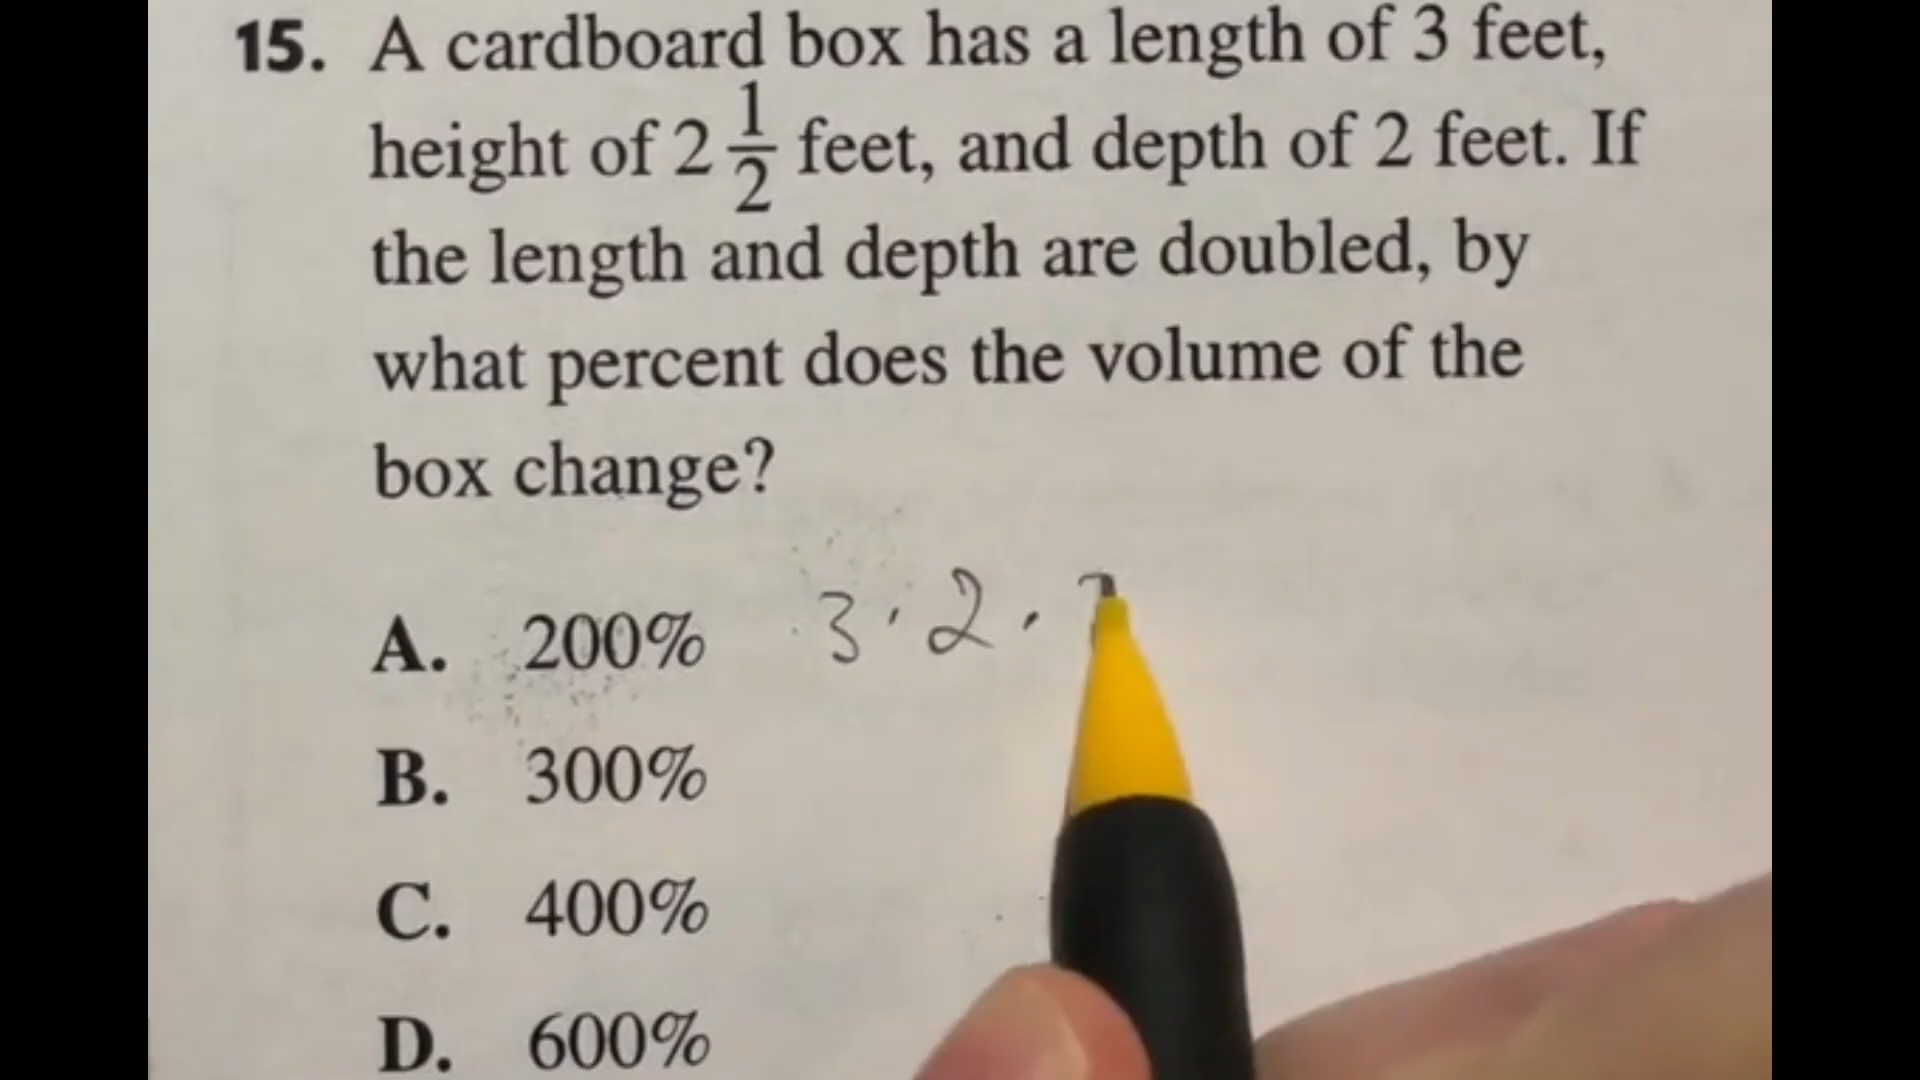 15. A cardboard box has a length of 3 feet,
height of 2 1/2 feet, and depth of 2 feet. If
the length and depth are doubled, by
what percent does the volume of the
box change?
A. 200% 3 · 2 ·
B. 300%
C. 400%
D. 600%